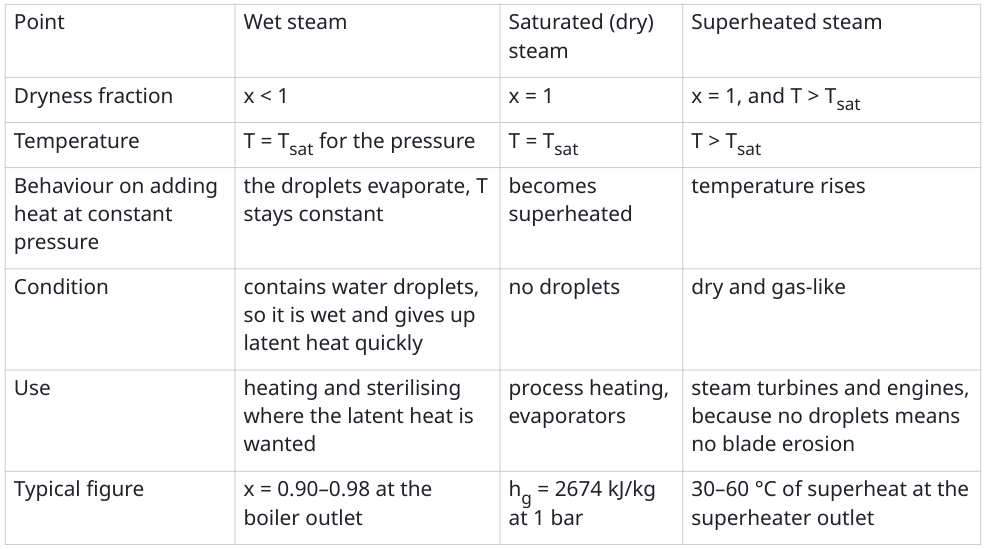 Point
Wet steam
Saturated (dry)
steam
Superheated steam
Dryness fraction
x < 1
x = 1
x = 1, and T > Tsat
Temperature
T = Tsat for the pressure
T = Tsat
T > Tsat
Behaviour on adding
heat at constant
pressure
the droplets evaporate, T
stays constant
becomes
superheated
temperature rises
Condition
contains water droplets,
so it is wet and gives up
latent heat quickly
no droplets
dry and gas-like
Use
heating and sterilising
where the latent heat is
wanted
process heating,
evaporators
steam turbines and engines,
because no droplets means
no blade erosion
Typical figure
x = 0.90–0.98 at the
boiler outlet
hg = 2674 kJ/kg
at 1 bar
30–60 °C of superheat at the
superheater outlet